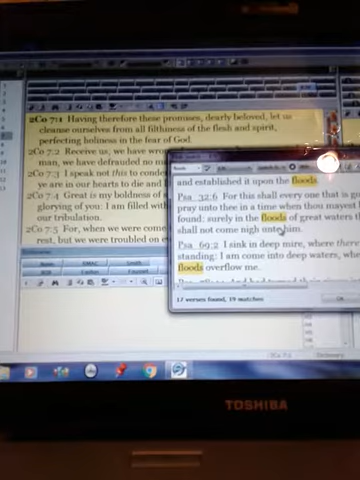 2Co 7:1 Having therefore these promises, dearly beloved, let us
cleanse ourselves from all filthiness of the flesh and spirit,
perfecting holiness in the fear of God
2Co 7:2 Receive us, we have wro
man, we have defrauded no m
2Co 7:3 I speak not this to conde
ye are in our hearts to die and l
2Co 7:4 Great is my boldness of
glorying of you: I am filled wit
our tribulation.
2Co 7:5 For, when we were come
rest, but we were troubled on e
and established it upon the floods.
Psa 32:6 For this shall every one that is go
pray unto thee in a time when thou mayest
found: surely in the floods of great waters t
shall not come nigh unto him.
Psa 69:2 I sink in deep mire, where there
standing: I am come into deep waters, whe
floods overflow me.
17 verses found, 19 matches
OK
TOSHIBA